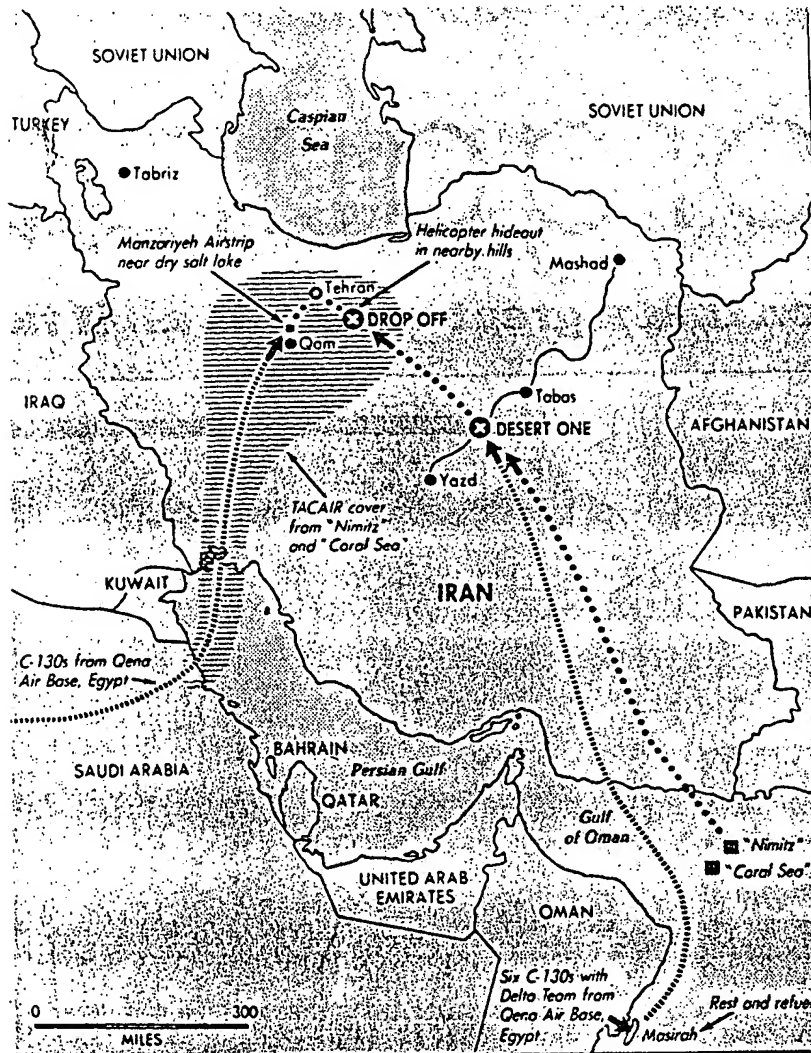 SOVIET UNION
Caspian
Sea
SOVIET UNION
TURKEY
Tabriz
Manzariyeh Airstrip
near dry salt lake
Helicopter hideout
in nearby hills
Mashad
Tehran
DROP OFF
Qom
IRAQ
Tabas
AFGHANISTAN
DESERT ONE
Yazd
TACAIR cover
from "Nimitz"
and "Coral Sea"
KUWAIT
IRAN
PAKISTAN
C-130s from Qena
Air Base, Egypt
SAUDI ARABIA
BAHRAIN
Persian Gulf
QATAR
Gulf
of Oman
"Nimitz"
"Coral Sea"
UNITED ARAB
EMIRATES
OMAN
Six C-130s with
Delta Team from
Qena Air Base,
Egypt
Rest and refue
Masirah
0 300
MILES